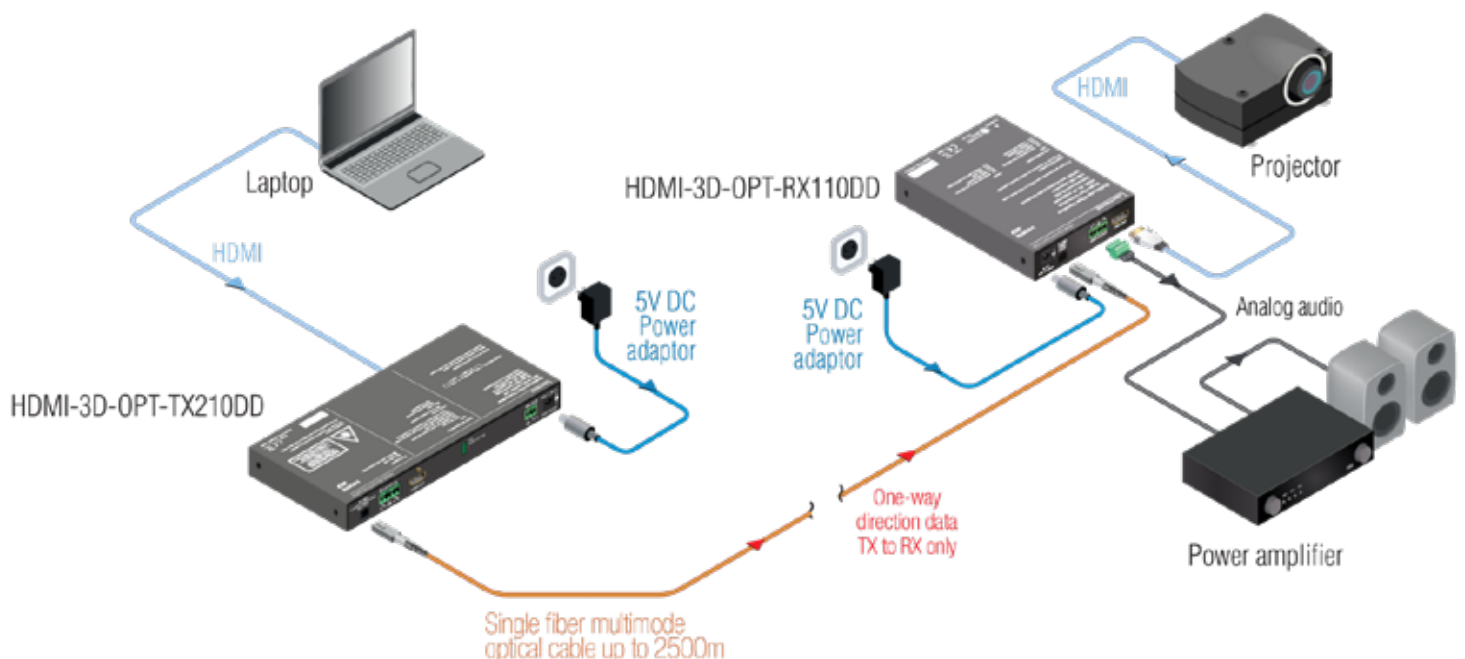 HDMI
Projector
Laptop
HDMI-3D-OPT-RX110DD
HDMI
5V DC
Power
adaptor
5V DC
Power
adaptor
Analog audio
HDMI-3D-OPT-TX210DD
One-way
direction data
TX to RX only
Power amplifier
Single fiber multimode
optical cable up to 2500m